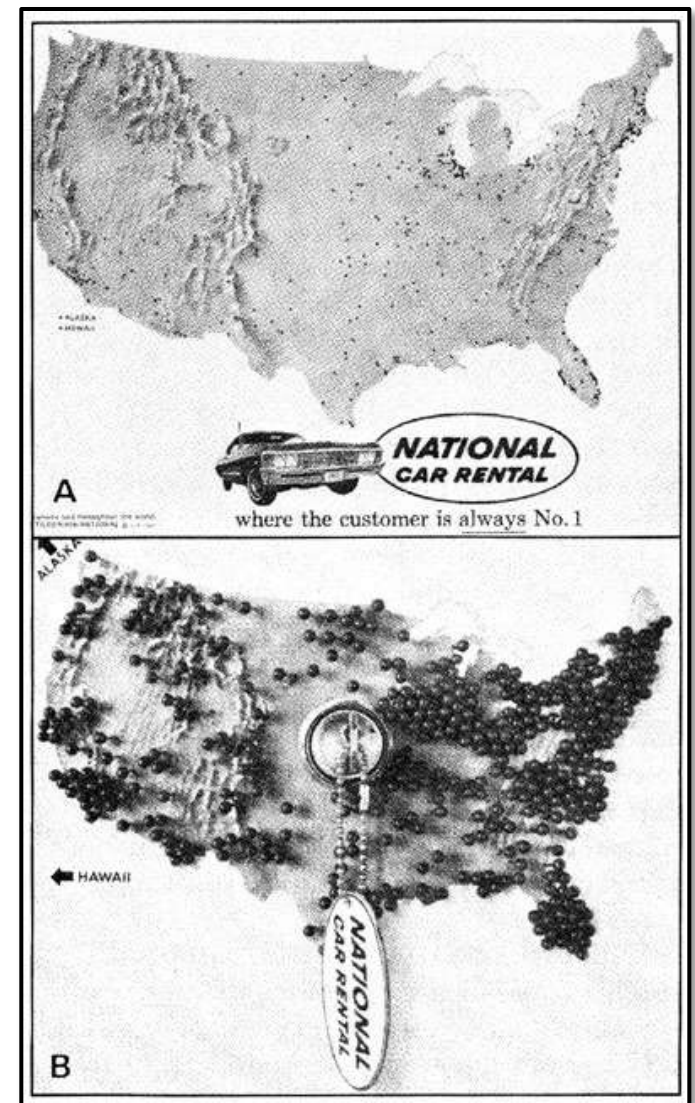 • ALASKA
• HAWAII
NATIONAL
CAR RENTAL
A
where the customer is always No. 1
ALASKA
HAWAII
NATIONAL
CAR RENTAL
B